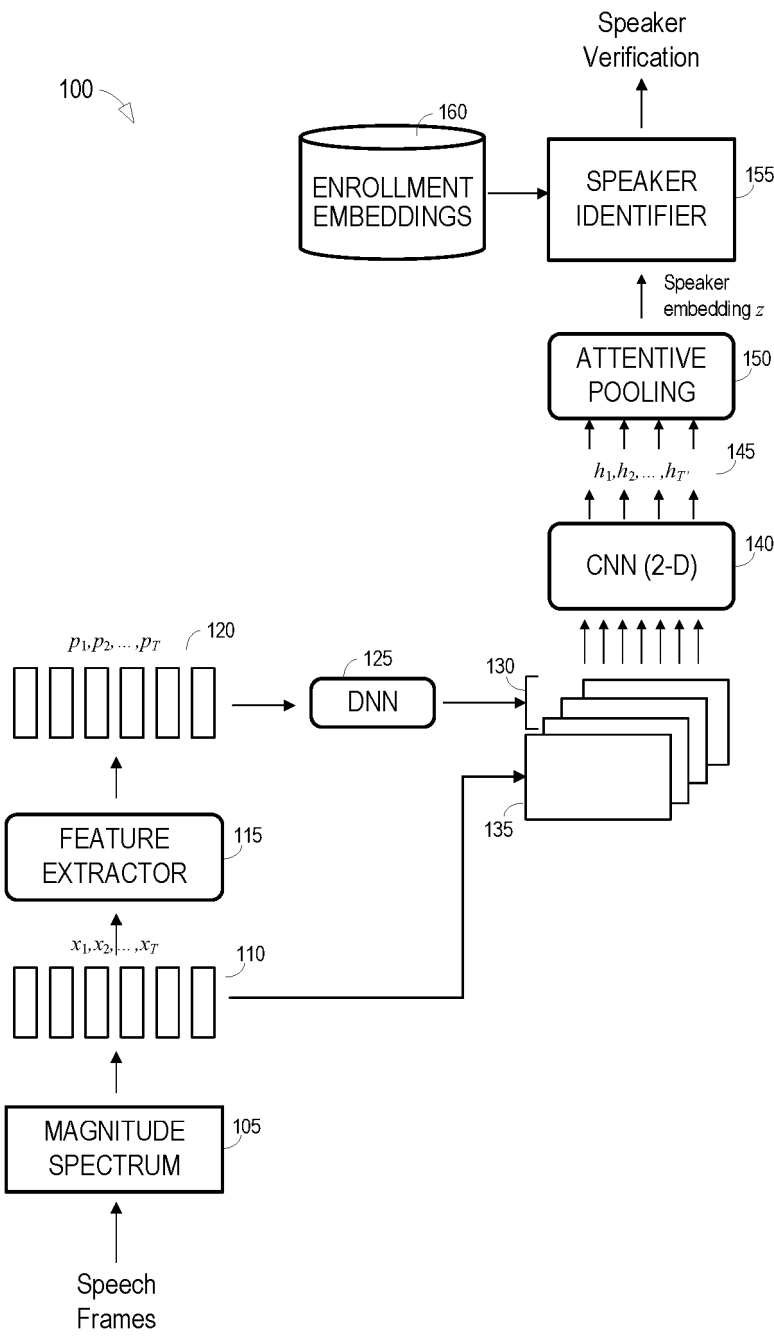 Speaker
Verification
100
160
ENROLLMENT
EMBEDDINGS
SPEAKER
IDENTIFIER
155
Speaker
embedding z
ATTENTIVE
POOLING
150
145
h1,h2,... ,hT'
CNN (2-D)
140
p1,p2,... ,pT
120
125
DNN
130
135
FEATURE
EXTRACTOR
115
x1,x2,... ,xT
110
MAGNITUDE
SPECTRUM
105
Speech
Frames